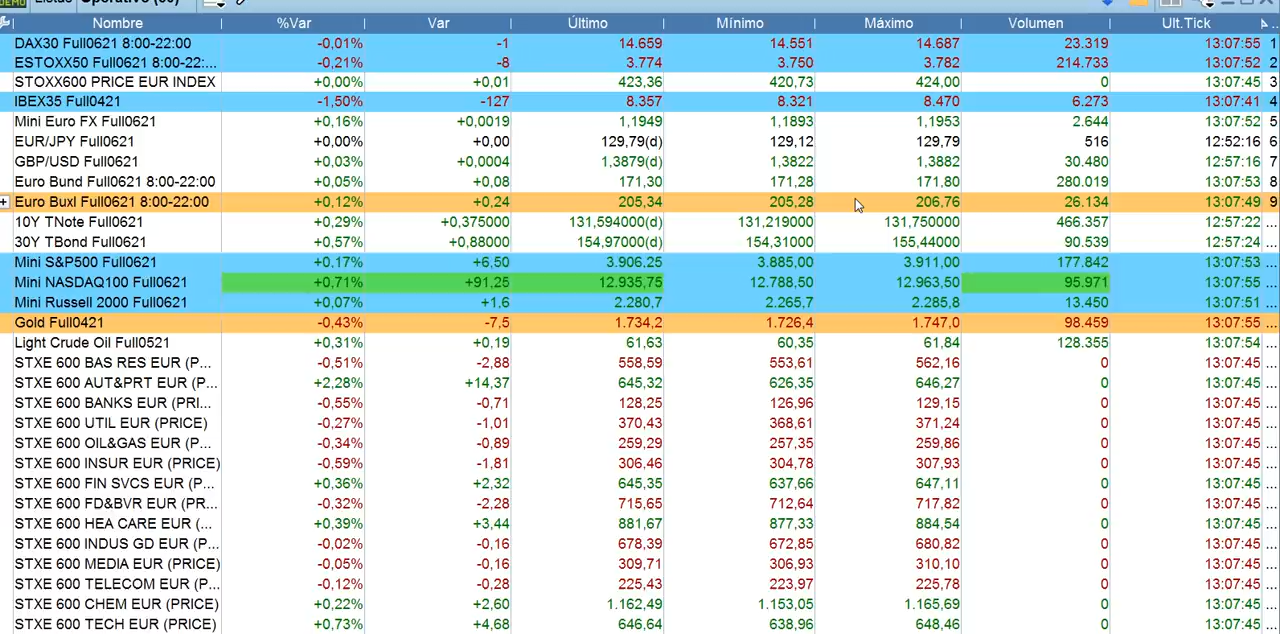 DEMO Listas Operativo (30)
Nombre %Var Var Último Mínimo Máximo Volumen Ult.Tick
DAX30 Full0621 8:00-22:00 -0,01% -1 14.659 14.551 14.687 23.319 13:07:55 1
ESTOXX50 Full0621 8:00-22:... -0,21% -8 3.774 3.750 3.782 214.733 13:07:52 2
STOXX600 PRICE EUR INDEX +0,00% +0,01 423,36 420,73 424,00 0 13:07:45 3
IBEX35 Full0421 -1,50% -127 8.357 8.321 8.470 6.273 13:07:41 4
Mini Euro FX Full0621 +0,16% +0,0019 1,1949 1,1893 1,1953 2.644 13:07:52 5
EUR/JPY Full0621 +0,00% +0,00 129,79(d) 129,12 129,79 516 12:52:16 6
GBP/USD Full0621 +0,03% +0,0004 1,3879(d) 1,3822 1,3882 30.480 12:57:16 7
Euro Bund Full0621 8:00-22:00 +0,05% +0,08 171,30 171,28 171,80 280.019 13:07:53 8
Euro Buxl Full0621 8:00-22:00 +0,12% +0,24 205,34 205,28 206,76 26.134 13:07:49 9
10Y TNote Full0621 +0,29% +0,375000 131,594000(d) 131,219000 131,750000 466.357 12:57:22 ...
30Y TBond Full0621 +0,57% +0,88000 154,97000(d) 154,31000 155,44000 90.539 12:57:24 ...
Mini S&P500 Full0621 +0,17% +6,50 3.906,25 3.885,00 3.911,00 177.842 13:07:53 ...
Mini NASDAQ100 Full0621 +0,71% +91,25 12.935,75 12.788,50 12.963,50 95.971 13:07:55 ...
Mini Russell 2000 Full0621 +0,07% +1,6 2.280,7 2.265,7 2.285,8 13.450 13:07:51 ...
Gold Full0421 -0,43% -7,5 1.734,2 1.726,4 1.747,0 98.459 13:07:55 ...
Light Crude Oil Full0521 +0,31% +0,19 61,63 60,35 61,84 128.355 13:07:54 ...
STXE 600 BAS RES EUR (P... -0,51% -2,88 558,59 553,61 562,16 0 13:07:45 ...
STXE 600 AUT&PRT EUR (P... +2,28% +14,37 645,32 626,35 646,27 0 13:07:45 ...
STXE 600 BANKS EUR (PRI... -0,55% -0,71 128,25 126,96 129,15 0 13:07:45 ...
STXE 600 UTIL EUR (PRICE) -0,27% -1,01 370,43 368,61 371,24 0 13:07:45 ...
STXE 600 OIL&GAS EUR (P... -0,34% -0,89 259,29 257,35 259,86 0 13:07:45 ...
STXE 600 INSUR EUR (PRICE) -0,59% -1,81 306,46 304,78 307,93 0 13:07:45 ...
STXE 600 FIN SVCS EUR (P... +0,36% +2,32 645,35 637,66 647,11 0 13:07:45 ...
STXE 600 FD&BVR EUR (PR... -0,32% -2,28 715,65 712,64 717,82 0 13:07:45 ...
STXE 600 HEA CARE EUR (... +0,39% +3,44 881,67 877,33 884,54 0 13:07:45 ...
STXE 600 INDUS GD EUR (P... -0,02% -0,16 678,39 672,85 680,82 0 13:07:45 ...
STXE 600 MEDIA EUR (PRICE) -0,05% -0,16 309,71 306,93 310,10 0 13:07:45 ...
STXE 600 TELECOM EUR (P... -0,12% -0,28 225,43 223,97 225,78 0 13:07:45 ...
STXE 600 CHEM EUR (PRICE) +0,22% +2,60 1.162,49 1.153,05 1.165,69 0 13:07:45 ...
STXE 600 TECH EUR (PRICE) +0,73% +4,68 646,64 638,96 648,46 0 13:07:45 ...